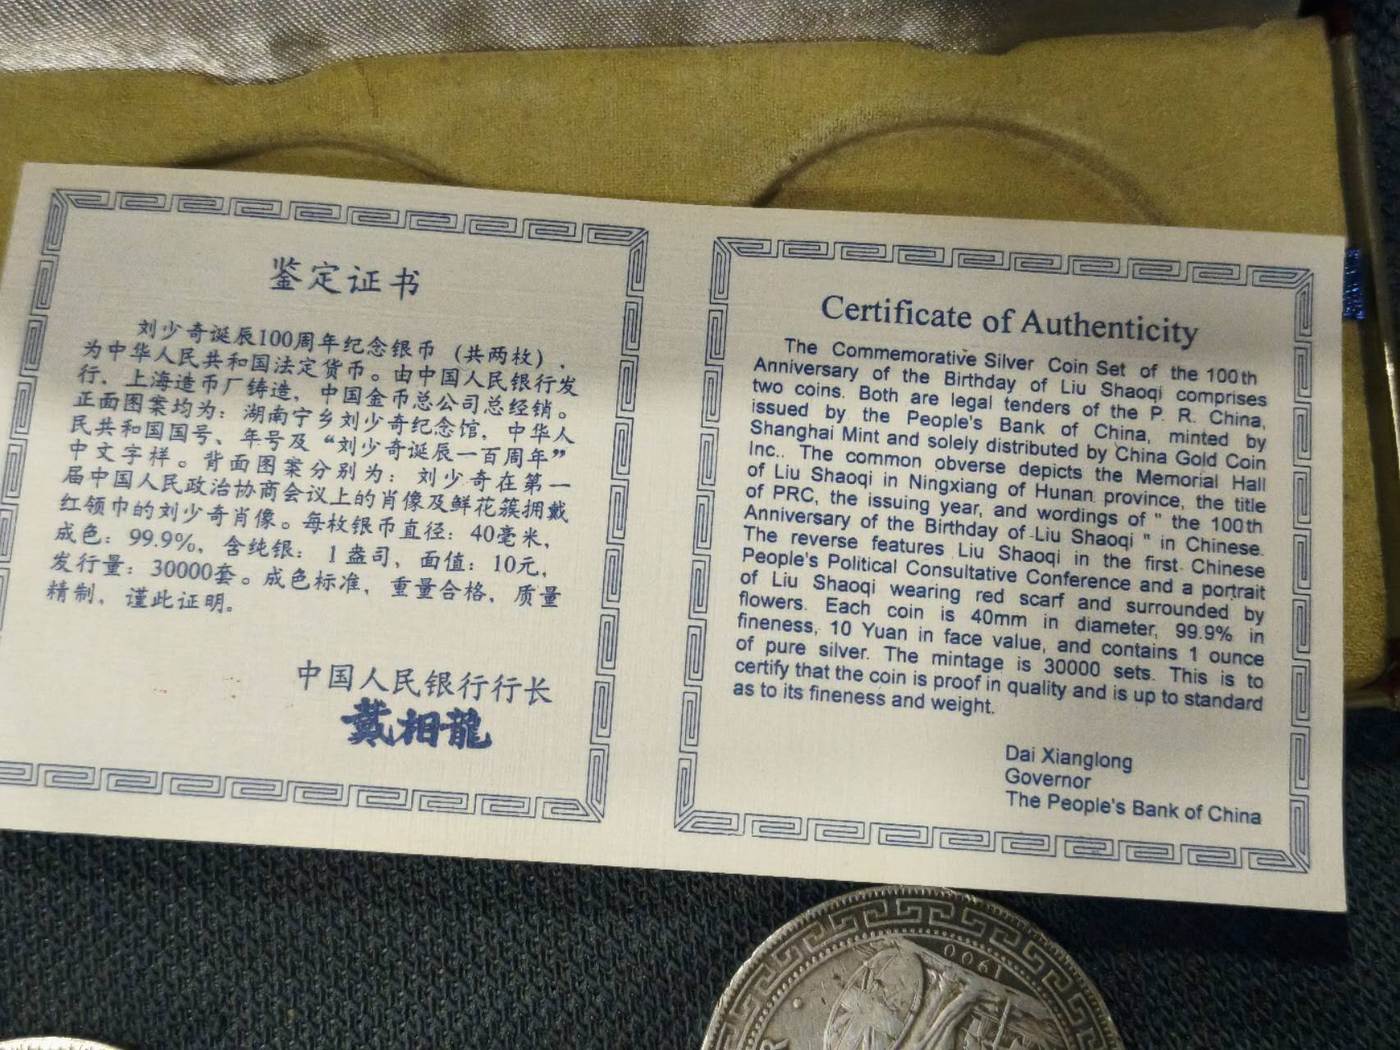 鉴定证书
刘少奇诞辰100周年纪念银币（共两枚），
为中华人民共和国法定货币。由中国人民银行发
行，上海造币厂铸造，中国金币总公司总经销。
正面图案均为：湖南宁乡刘少奇纪念馆，中华人
民共和国国号、年号及“刘少奇诞辰一百周年”
中文字样。背面图案分别为：刘少奇在第一
届中国人民政治协商会议上的肖像及鲜花簇拥戴
红领巾的刘少奇肖像。每枚银币直径：40毫米，
成色：99.9%，含纯银：1盎司，面值：10元，
发行量：30000套。成色标准，重量合格，质量
精制，谨此证明。
中国人民银行行长
戴相龍
Certificate of Authenticity
The Commemorative Silver Coin Set of the 100th
Anniversary of the Birthday of Liu Shaoqi comprises
two coins. Both are legal tenders of the P. R. China,
issued by the People's Bank of China, minted by
Shanghai Mint and solely distributed by China Gold Coin
Inc.. The common obverse depicts the Memorial Hall
of Liu Shaoqi in Ningxiang of Hunan province, the title
of PRC, the issuing year, and wordings of " the 100th
Anniversary of the Birthday of Liu Shaoqi " in Chinese.
The reverse features Liu Shaoqi in the first Chinese
People's Political Consultative Conference and a portrait
of Liu Shaoqi wearing red scarf and surrounded by
flowers. Each coin is 40mm in diameter, 99.9% in
fineness, 10 Yuan in face value, and contains 1 ounce
of pure silver. The mintage is 30000 sets. This is to
certify that the coin is proof in quality and is up to standard
as to its fineness and weight.
Dai Xianglong
Governor
The People's Bank of China
1900